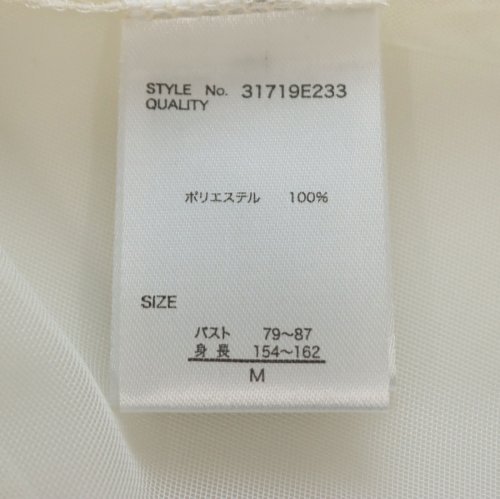 STYLE No. 31719E233
QUALITY
ポリエステル 100%
SIZE
バスト 79〜87
身長 154〜162
M